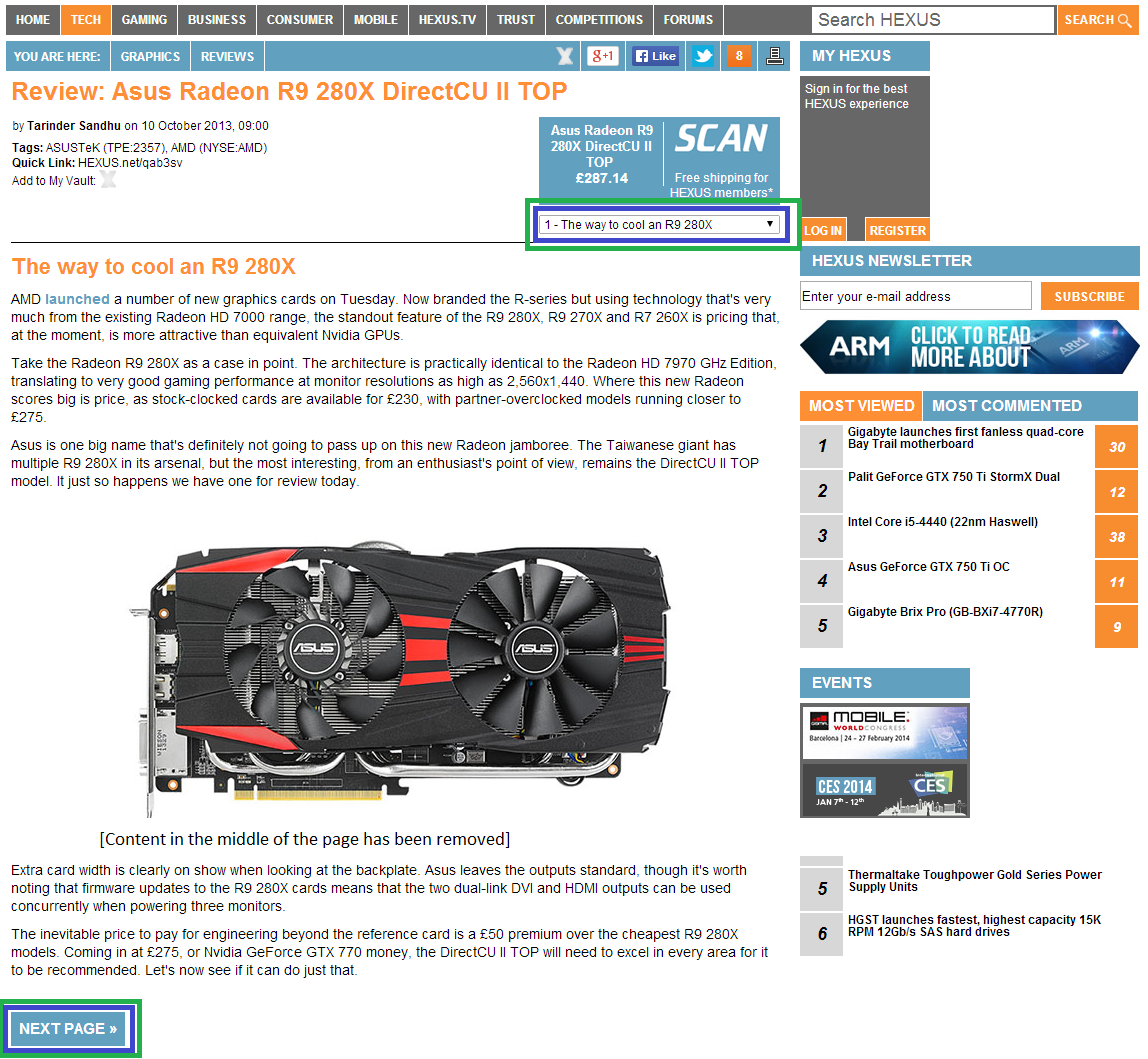 HOME TECH GAMING BUSINESS CONSUMER MOBILE HEXUS.TV TRUST COMPETITIONS FORUMS Search HEXUS SEARCH
YOU ARE HERE: GRAPHICS REVIEWS
g +1 Like 8
MY HEXUS
Sign in for the best
HEXUS experience
LOG IN REGISTER
Review: Asus Radeon R9 280X DirectCU II TOP
by Tarinder Sandhu on 10 October 2013, 09:00
Tags: ASUSTeK (TPE:2357), AMD (NYSE:AMD)
Quick Link: HEXUS.net/qab3sv
Add to My Vault:
Asus Radeon R9
280X DirectCU II
TOP
£287.14
SCAN
Free shipping for
HEXUS members*
1 - The way to cool an R9 280X
The way to cool an R9 280X
AMD launched a number of new graphics cards on Tuesday. Now branded the R-series but using technology that's very
much from the existing Radeon HD 7000 range, the standout feature of the R9 280X, R9 270X and R7 260X is pricing that,
at the moment, is more attractive than equivalent Nvidia GPUs.
Take the Radeon R9 280X as a case in point. The architecture is practically identical to the Radeon HD 7970 GHz Edition,
translating to very good gaming performance at monitor resolutions as high as 2,560x1,440. Where this new Radeon
scores big is price, as stock-clocked cards are available for £230, with partner-overclocked models running closer to
£275.
Asus is one big name that's definitely not going to pass up on this new Radeon jamboree. The Taiwanese giant has
multiple R9 280X in its arsenal, but the most interesting, from an enthusiast's point of view, remains the DirectCU II TOP
model. It just so happens we have one for review today.
ASUS
ASUS
[Content in the middle of the page has been removed]
Extra card width is clearly on show when looking at the backplate. Asus leaves the outputs standard, though it's worth
noting that firmware updates to the R9 280X cards means that the two dual-link DVI and HDMI outputs can be used
concurrently when powering three monitors.
The inevitable price to pay for engineering beyond the reference card is a £50 premium over the cheapest R9 280X
models. Coming in at £275, or Nvidia GeForce GTX 770 money, the DirectCU II TOP will need to excel in every area for it
to be recommended. Let's now see if it can do just that.
NEXT PAGE »
HEXUS NEWSLETTER
Enter your e-mail address SUBSCRIBE
ARM CLICK TO READ
MORE ABOUT
ARM
MOST VIEWED MOST COMMENTED
1 Gigabyte launches first fanless quad-core
Bay Trail motherboard 30
2 Palit GeForce GTX 750 Ti StormX Dual 12
3 Intel Core i5-4440 (22nm Haswell) 38
4 Asus GeForce GTX 750 Ti OC 11
5 Gigabyte Brix Pro (GB-BXi7-4770R) 9
EVENTS
GSMA MOBILE
WORLD CONGRESS
Barcelona | 24 - 27 February 2014
CES 2014
JAN 7th - 12th
International
CES
5 Thermaltake Toughpower Gold Series Power
Supply Units
6 HGST launches fastest, highest capacity 15K
RPM 12Gb/s SAS hard drives